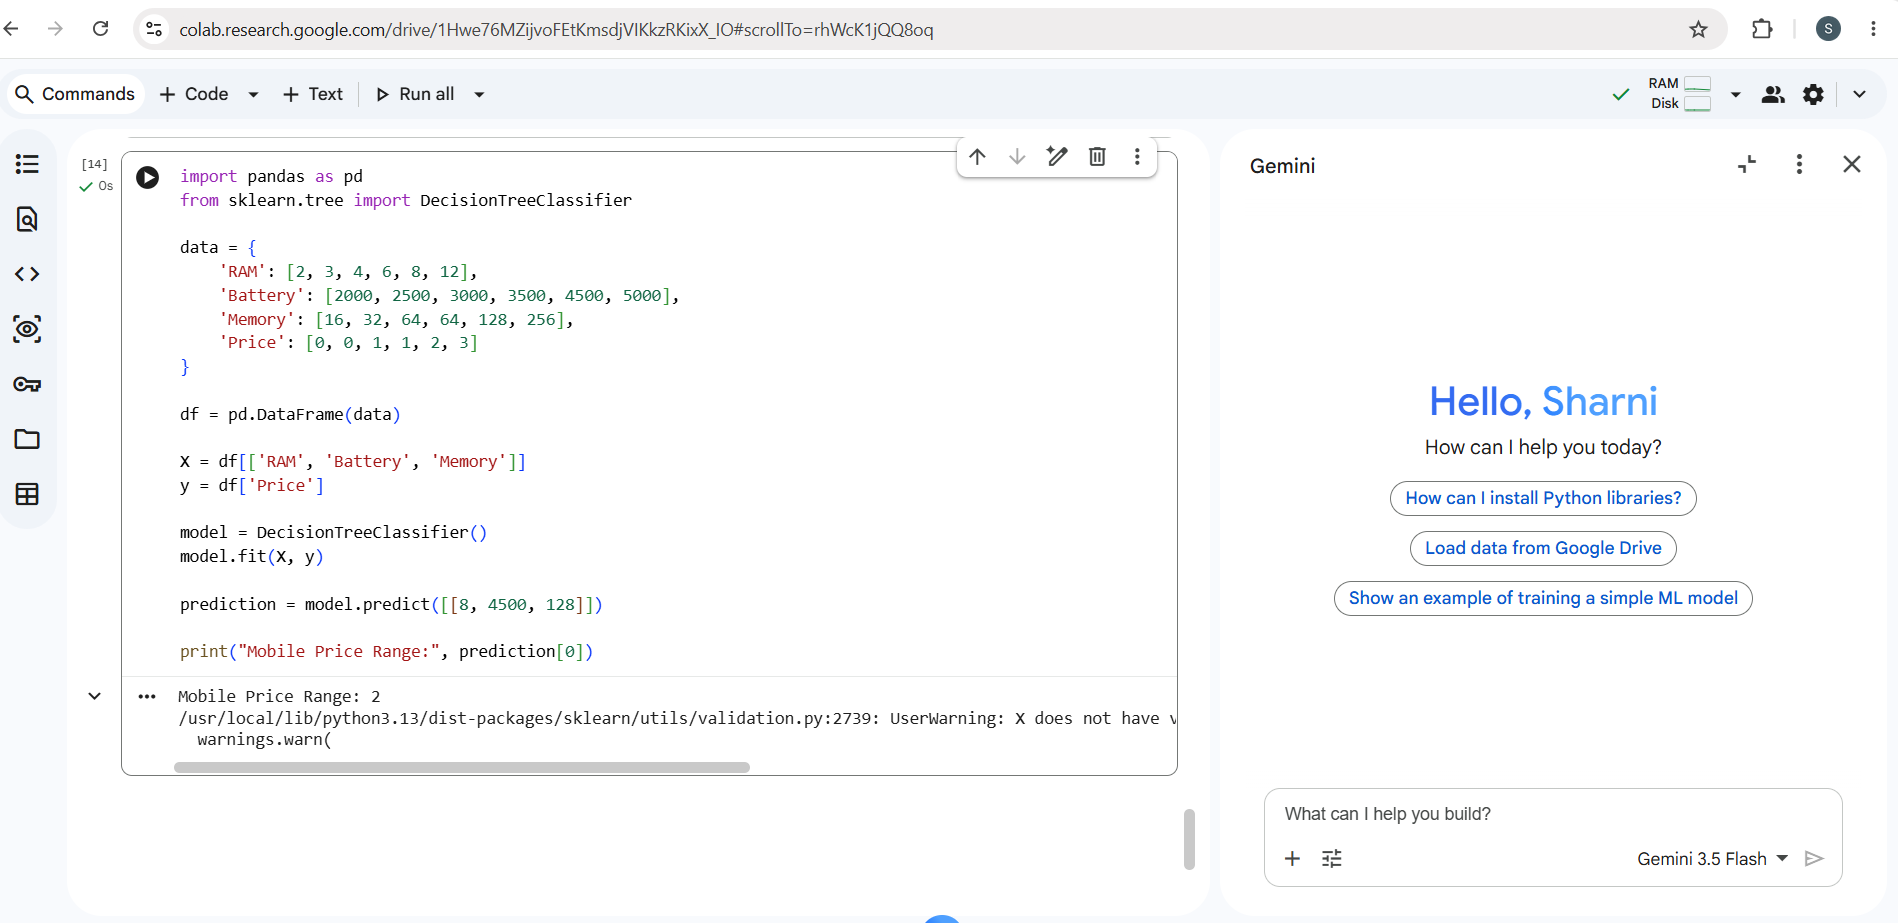 colab.research.google.com/drive/1Hwe76MZijvoFEtKmsdjVIKkzRKixX_IO#scrollTo=rhWcK1jQQ8oq
S
Commands
+ Code
+ Text
Run all
RAM
Disk
[14]
0s
import pandas as pd
from sklearn.tree import DecisionTreeClassifier
data = {
    'RAM': [2, 3, 4, 6, 8, 12],
    'Battery': [2000, 2500, 3000, 3500, 4500, 5000],
    'Memory': [16, 32, 64, 64, 128, 256],
    'Price': [0, 0, 1, 1, 2, 3]
}
df = pd.DataFrame(data)
X = df[['RAM', 'Battery', 'Memory']]
y = df['Price']
model = DecisionTreeClassifier()
model.fit(X, y)
prediction = model.predict([[8, 4500, 128]])
print("Mobile Price Range:", prediction[0])
Mobile Price Range: 2
/usr/local/lib/python3.13/dist-packages/sklearn/utils/validation.py:2739: UserWarning: X does not have v
  warnings.warn(
Gemini
Hello, Sharni
How can I help you today?
How can I install Python libraries?
Load data from Google Drive
Show an example of training a simple ML model
What can I help you build?
Gemini 3.5 Flash